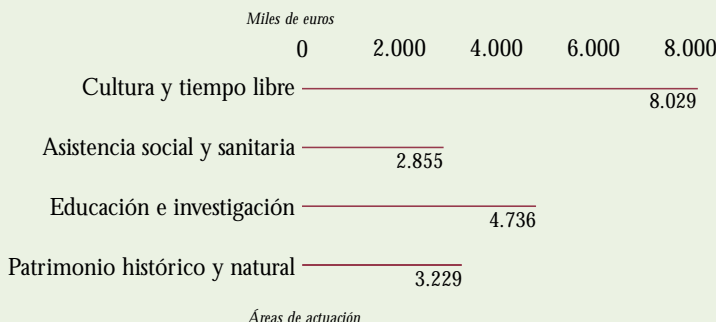 Miles de euros
0 2.000 4.000 6.000 8.000
Cultura y tiempo libre
8.029
Asistencia social y sanitaria
2.855
Educación e investigación
4.736
Patrimonio histórico y natural
3.229
Áreas de actuación